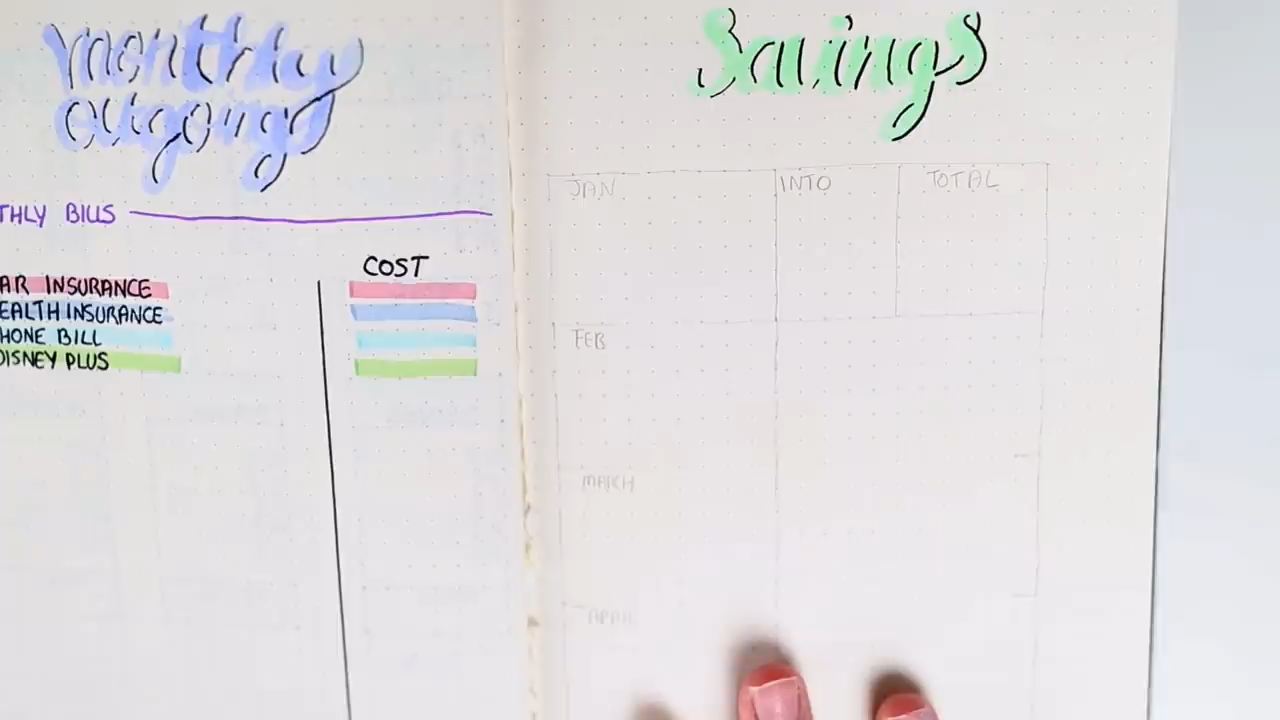 monthly
outgoings
THLY BILLS
COST
AR INSURANCE
EALTH INSURANCE
HONE BILL
DISNEY PLUS
Savings
JAN INTO TOTAL
FEB
MARCH
APRIL